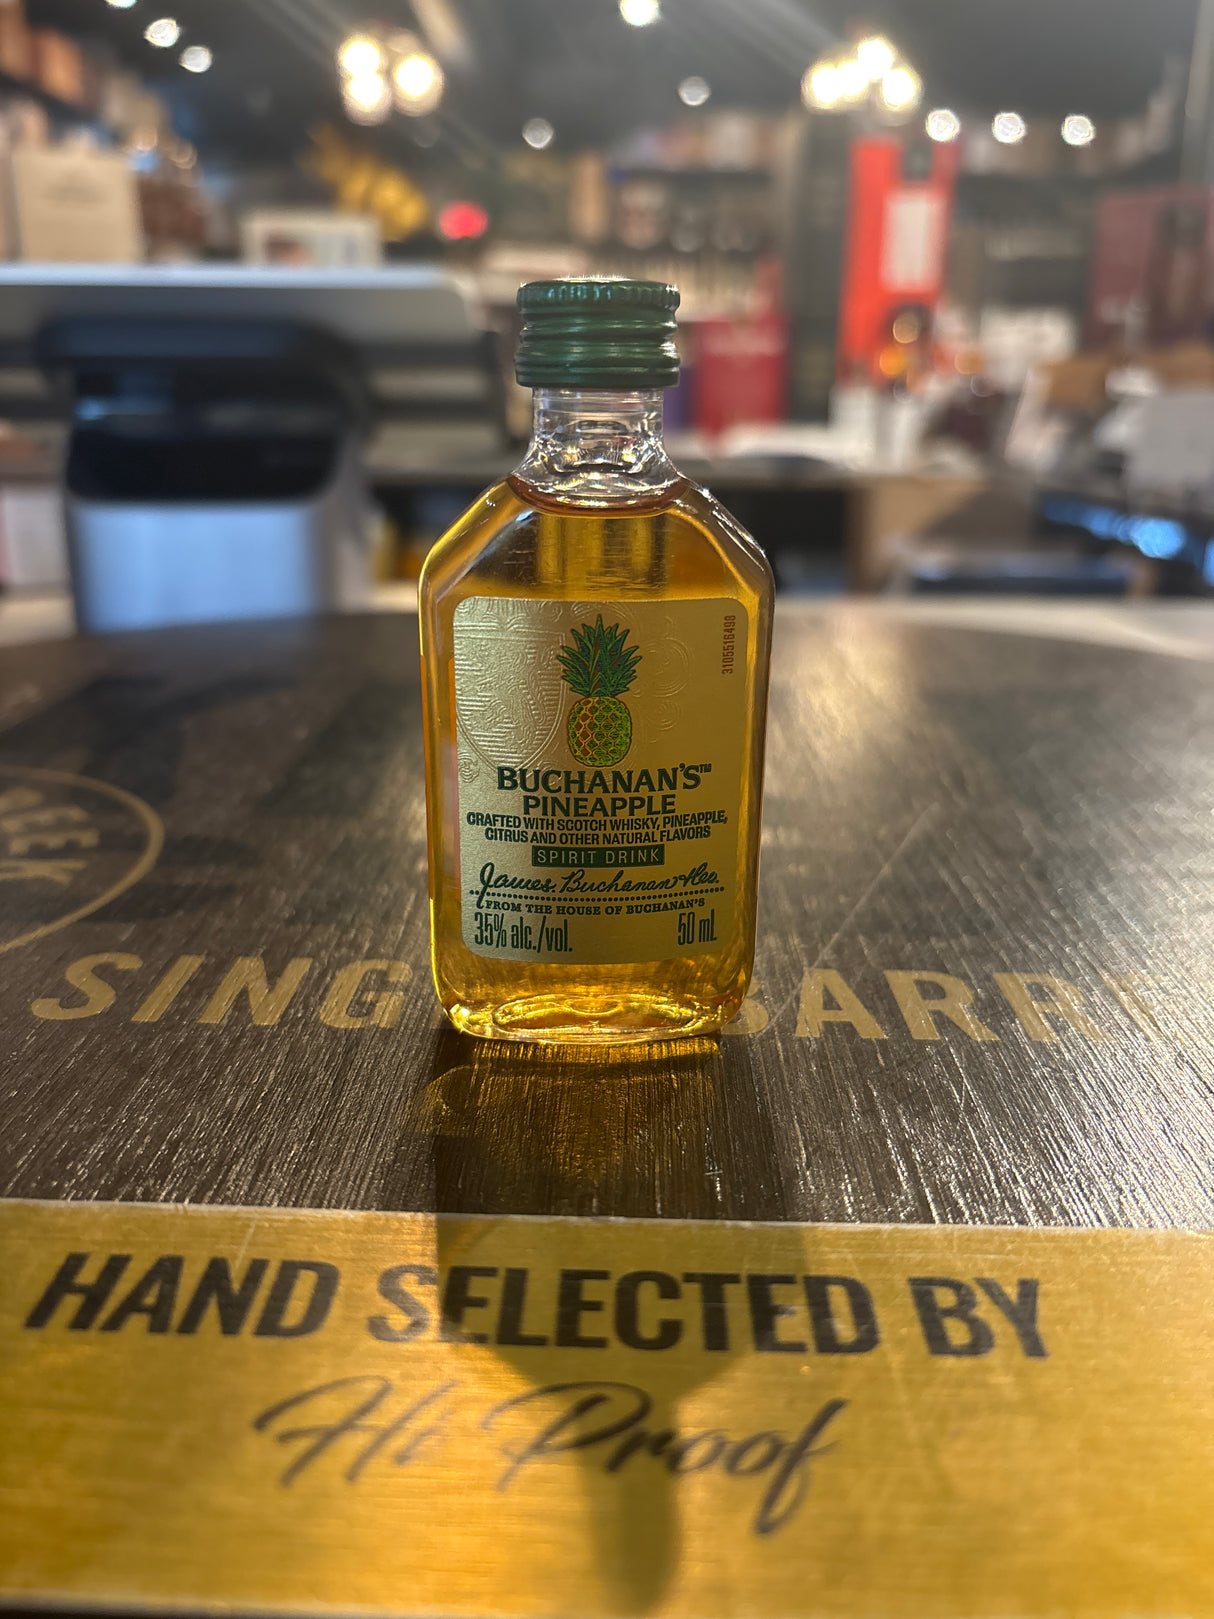 3105516498
BUCHANAN'S™
PINEAPPLE
CRAFTED WITH SCOTCH WHISKY, PINEAPPLE,
CITRUS AND OTHER NATURAL FLAVORS
SPIRIT DRINK
James Buchanan & Co.
FROM THE HOUSE OF BUCHANAN'S
35% alc./vol. 50 mL
HAND SELECTED BY
Hi Proof